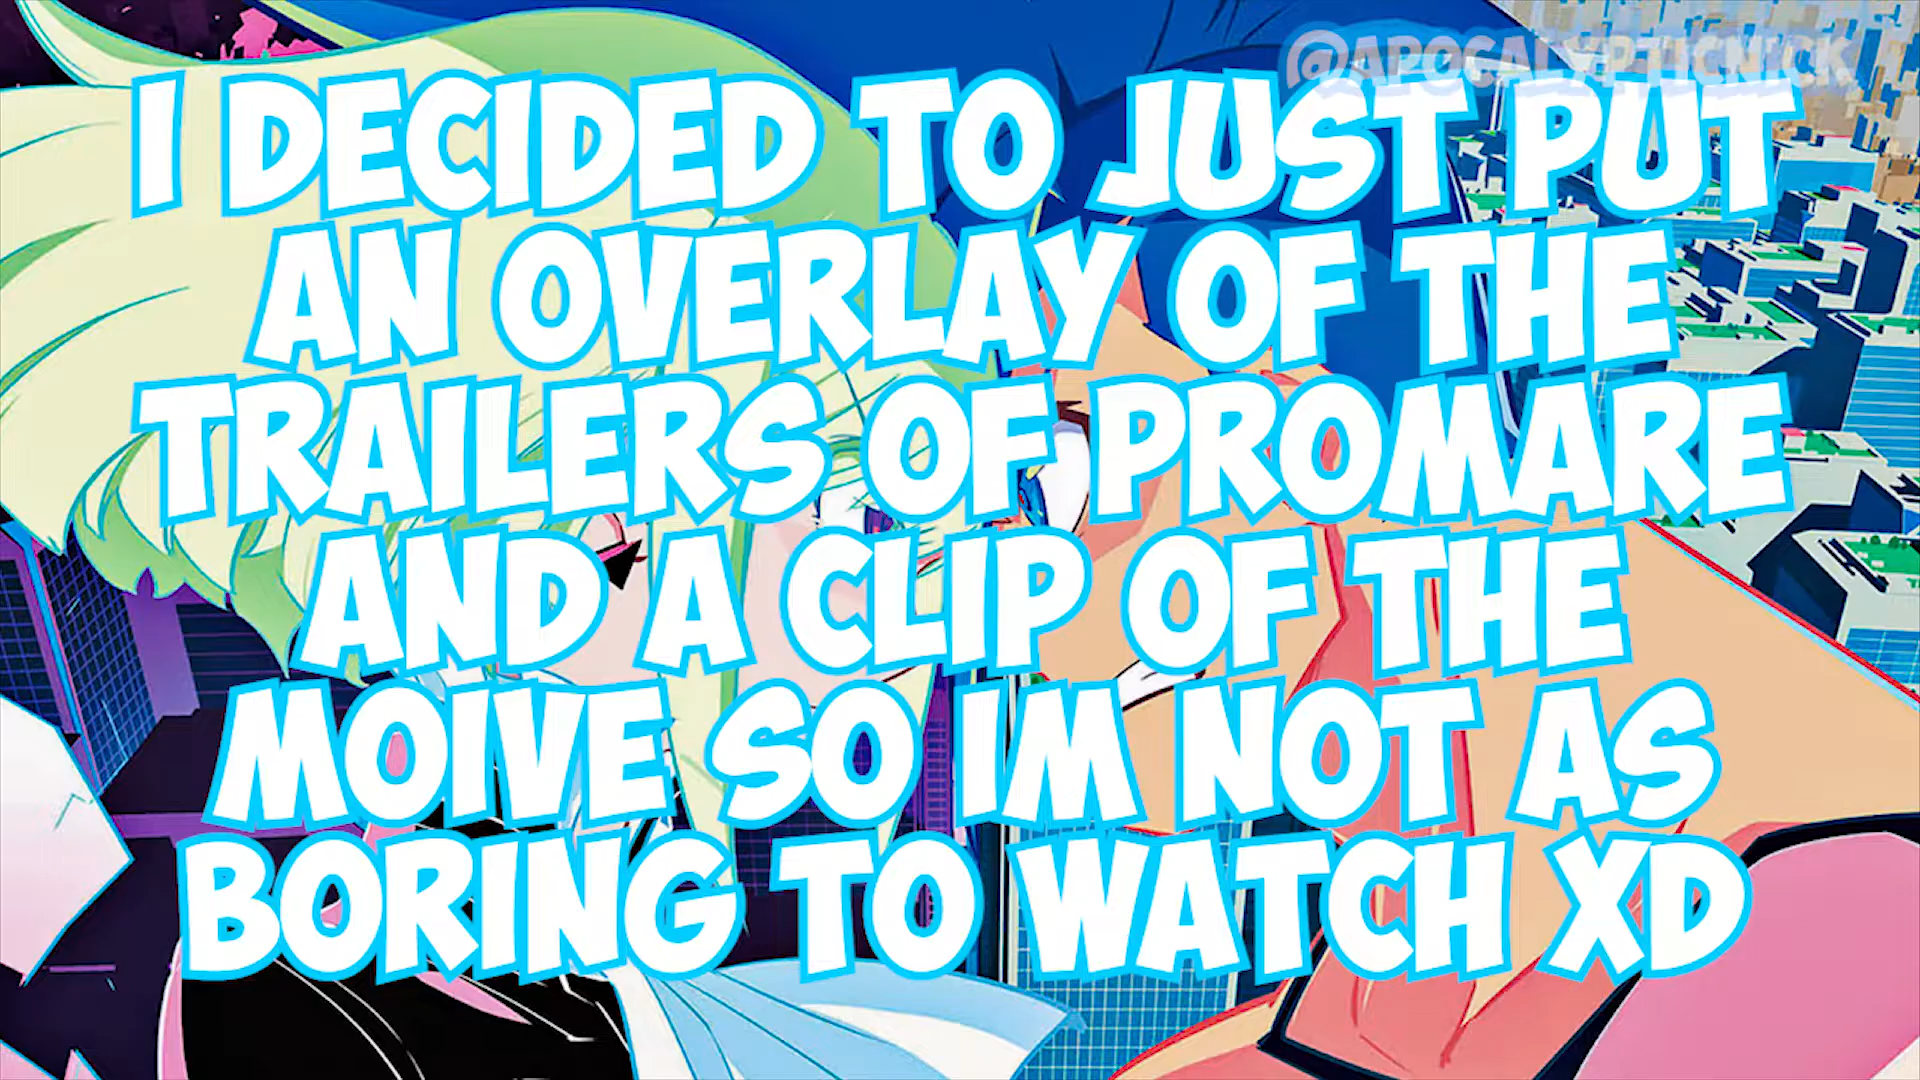 @APOCALYPTICNICK
I DECIDED TO JUST PUT
AN OVERLAY OF THE
TRAILERS OF PROMARE
AND A CLIP OF THE
MOIVE SO IM NOT AS
BORING TO WATCH XD